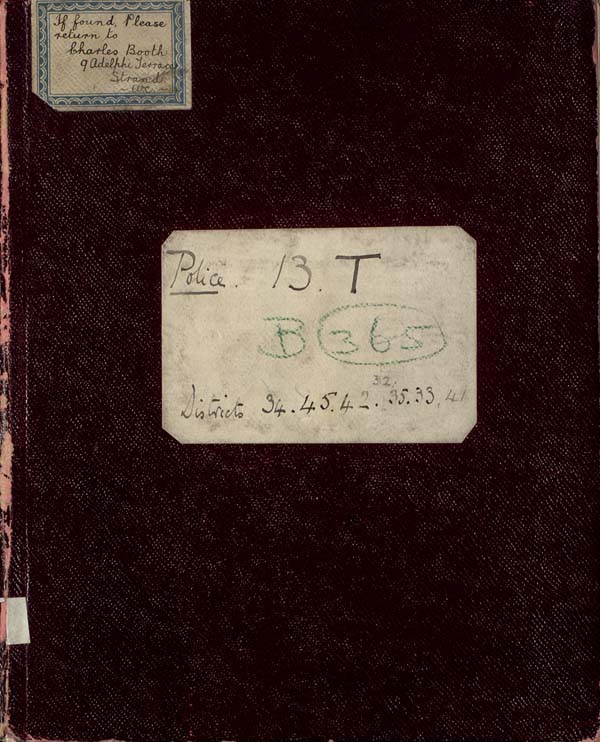 If found, Please
return to
Charles Booth
9 Adelphi Terrace
Strand
W.C.
Police. 13. T
B 365
32
Districts 34. 45. 42. 35. 33. 41